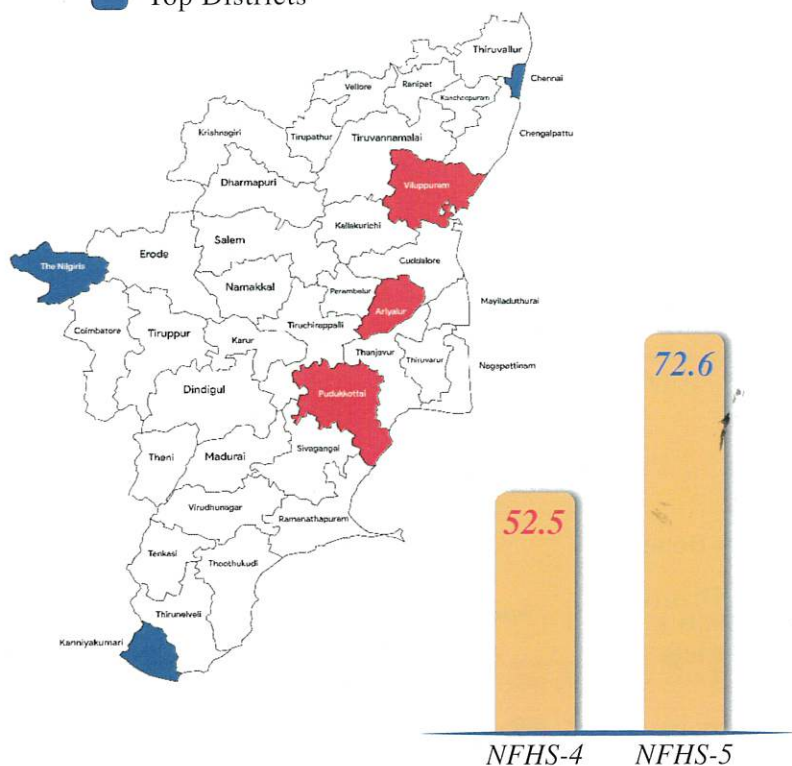 Top Districts
Thiruvallur
Chennai
Vellore
Ranipet
Kancheepuram
Krishnagiri
Tirupathur
Tiruvannamalai
Chengalpattu
Dharmapuri
Viluppuram
Kallakurichi
Salem
Erode
Cuddalore
The Nilgiris
Namakkal
Perambalur
Ariyalur
Mayiladuthurai
Coimbatore
Tiruppur
Karur
Tiruchirappalli
Thanjavur
Thiruvarur
Nagapattinam
Dindigul
Pudukkottai
Theni
Madurai
Sivagangai
Virudhunagar
Ramanathapuram
Tenkasi
Thoothukudi
Thirunelveli
Kanniyakumari
72.6
52.5
NFHS-4
NFHS-5